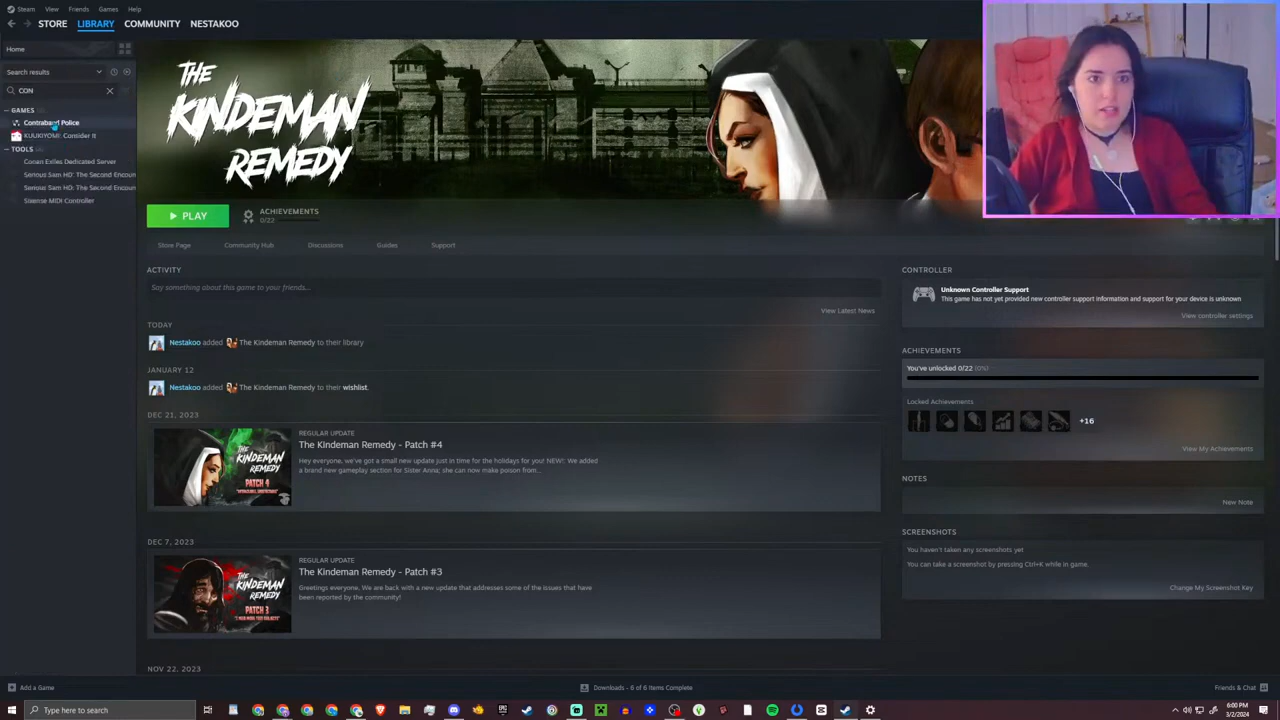 Steam View Friends Games Help
STORE LIBRARY COMMUNITY NESTAKOO
Home
Search results
CON
GAMES
Contraband Police
KUUKIYOMI: Consider It
TOOLS
Conan Exiles Dedicated Server
Serious Sam HD: The Second Encoun
Serious Sam HD: The Second Encoun
Sixense MIDI Controller
THE
KINDEMAN
REMEDY
PLAY
ACHIEVEMENTS
0/22
Store Page Community Hub Discussions Guides Support
ACTIVITY
Say something about this game to your friends...
View Latest News
TODAY
Nestakoo added The Kindeman Remedy to their library
JANUARY 12
Nestakoo added The Kindeman Remedy to their wishlist.
DEC 21, 2023
THE
KINDEMAN
REMEDY
PATCH 4
REGULAR UPDATE
The Kindeman Remedy - Patch #4
Hey everyone, we've got a small new update just in time for the holidays for you! NEW!: We added
a brand new gameplay section for Sister Anna; she can now make poison from...
DEC 7, 2023
THE
KINDEMAN
REMEDY
PATCH 3
REGULAR UPDATE
The Kindeman Remedy - Patch #3
Greetings everyone, We are back with a new update that addresses some of the issues that have
been reported by the community!
NOV 22, 2023
CONTROLLER
Unknown Controller Support
This game has not yet provided new controller support information and support for your device is unknown
View controller settings
ACHIEVEMENTS
You've unlocked 0/22 (0%)
Locked Achievements
+16
View My Achievements
NOTES
New Note
SCREENSHOTS
You haven't taken any screenshots yet
You can take a screenshot by pressing Ctrl+K while in game.
Change My Screenshot Key
Add a Game
Downloads - 6 of 6 Items Complete
Friends & Chat
Type here to search
6:00 PM
3/2/2024